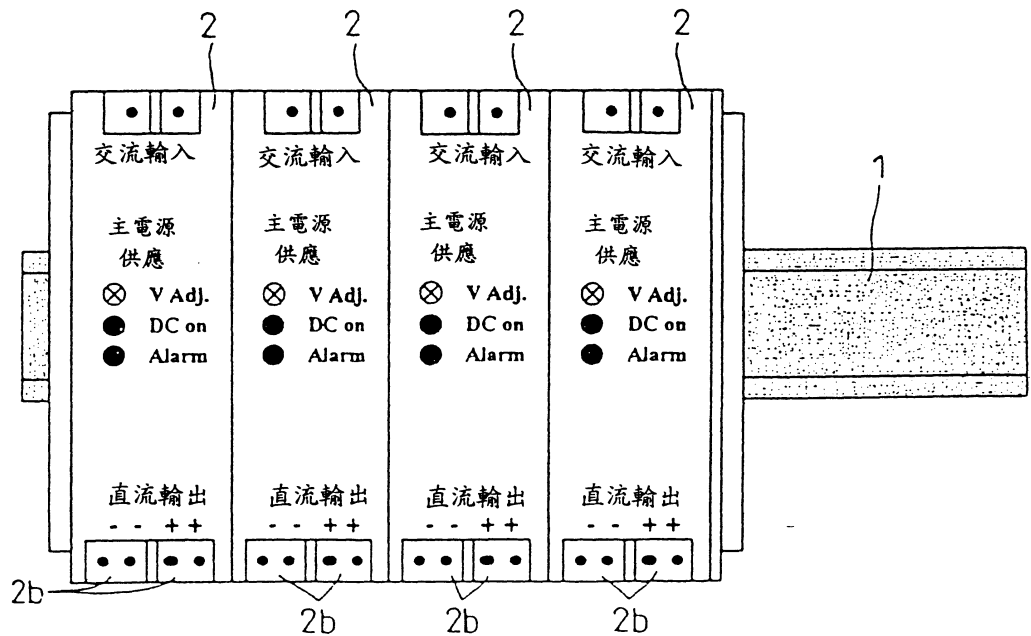 2 2 2 2
1
交流輸入 交流輸入 交流輸入 交流輸入
主電源 主電源 主電源 主電源
供應 供應 供應 供應
V Adj. V Adj. V Adj. V Adj.
DC on DC on DC on DC on
Alarm Alarm Alarm Alarm
直流輸出 直流輸出 直流輸出 直流輸出
- - + + - - + + - - + + - - + +
2b 2b 2b 2b